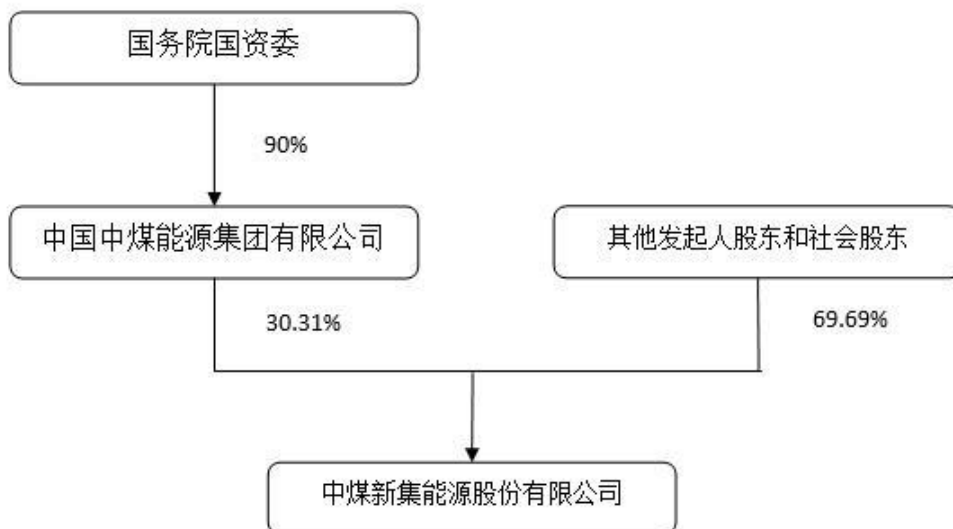 国务院国资委
90%
中国中煤能源集团有限公司
其他发起人股东和社会股东
30.31%
69.69%
中煤新集能源股份有限公司